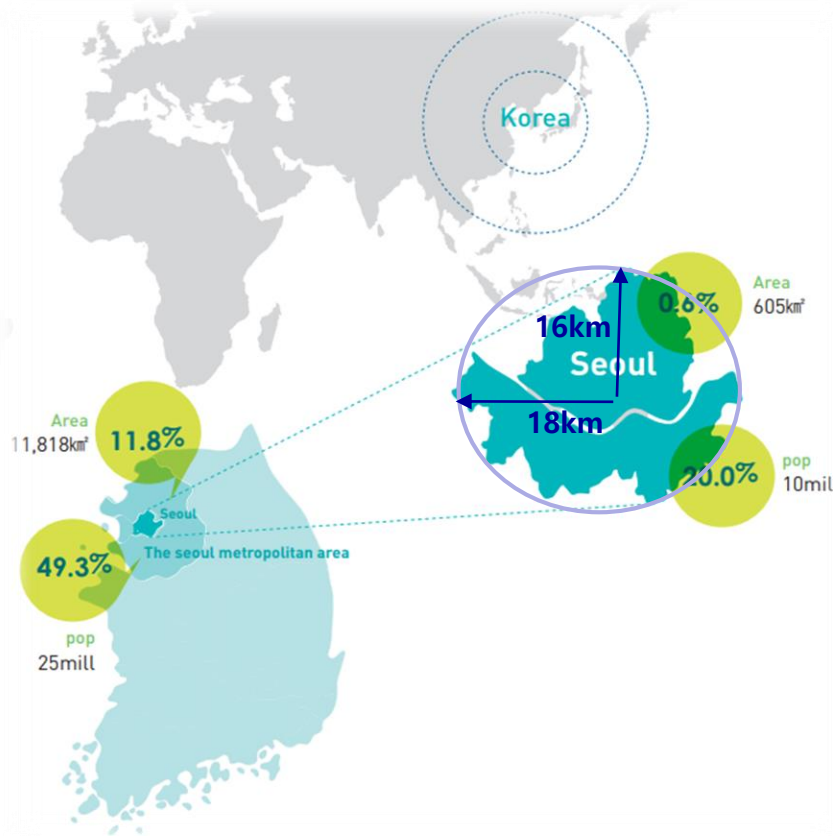 Korea
Area
0.6%
605km²
16km
Seoul
18km
20.0%
pop
10mil
Area
11,818km²
11.8%
Seoul
The seoul metropolitan area
49.3%
pop
25mill